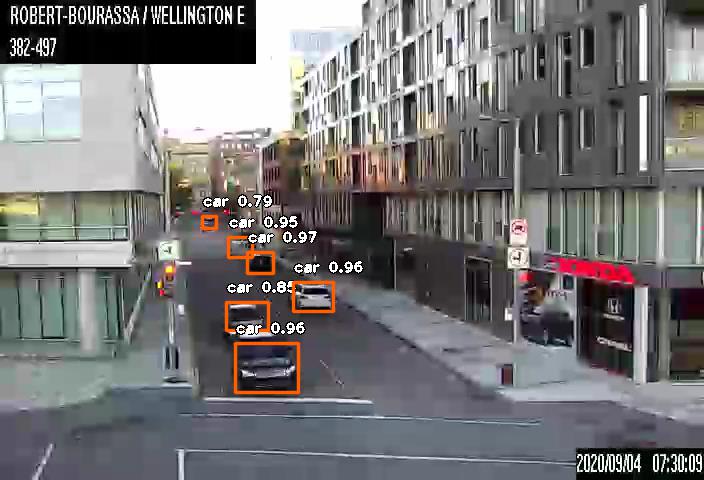 ROBERT-BOURASSA / WELLINGTON E
382-497
car 0.79
car 0.95
car 0.97
car 0.96
car 0.85
car 0.96
HONDA
2020/09/04 07:30:09